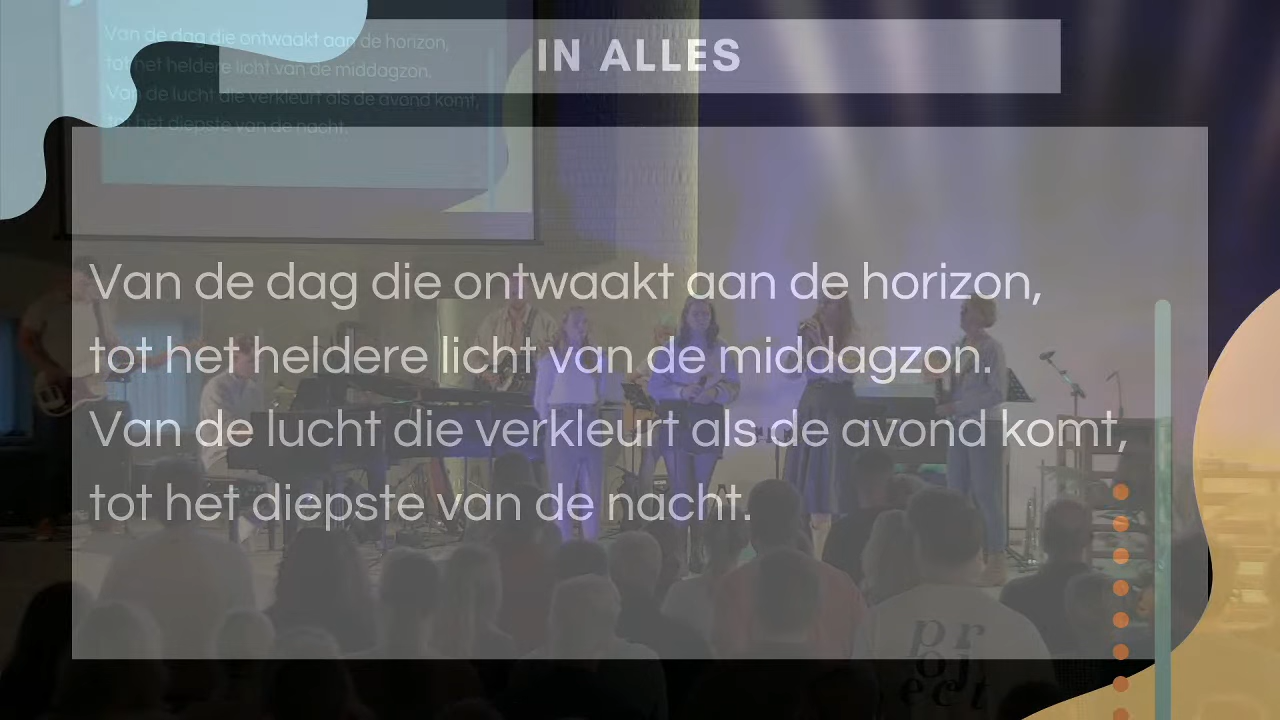 IN ALLES
Van de dag die ontwaakt aan de horizon,
tot het heldere licht van de middagzon.
Van de lucht die verkleurt als de avond komt,
tot het diepste van de nacht.
Van de dag die ontwaakt aan de horizon,
tot het heldere licht van de middagzon.
Van de lucht die verkleurt als de avond komt,
tot het diepste van de nacht.
pr
oj
ect